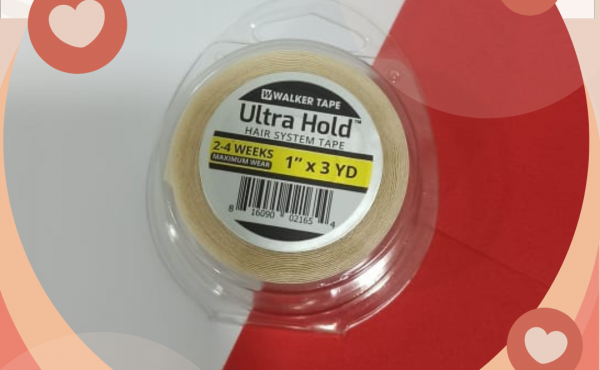 W WALKER TAPE
Ultra Hold™
HAIR SYSTEM TAPE
2-4 WEEKS
MAXIMUM WEAR
1" x 3 YD
8 16090 02165 4